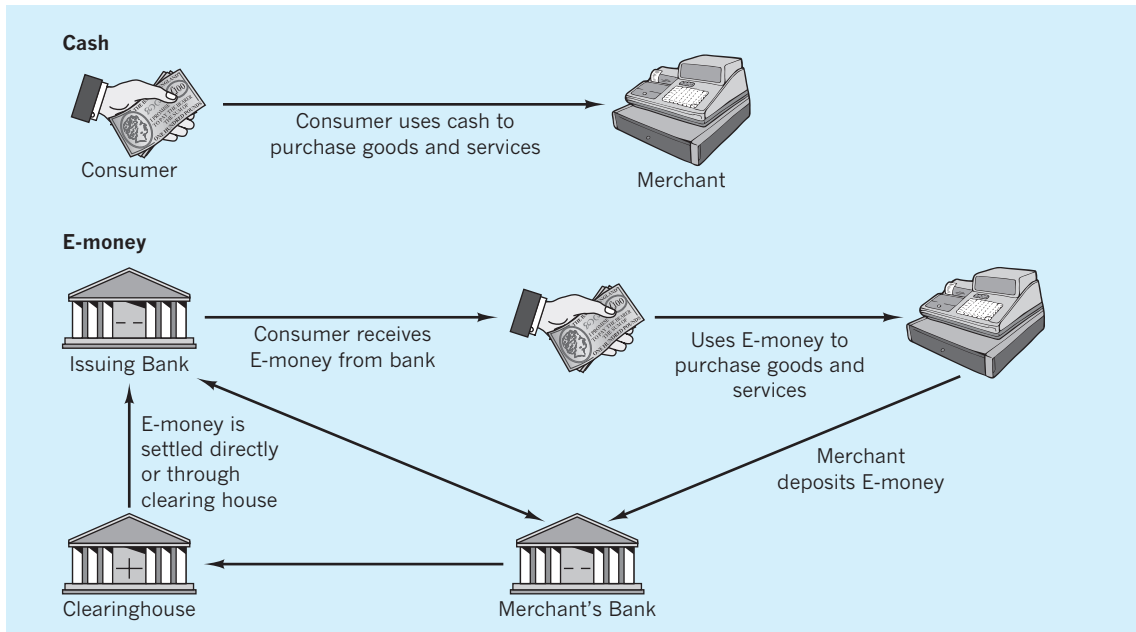 Cash
Consumer
Consumer uses cash to
purchase goods and services
Merchant
E-money
Issuing Bank
Consumer receives
E-money from bank
Uses E-money to
purchase goods and
services
E-money is
settled directly
or through
clearing house
Merchant
deposits E-money
Clearinghouse
Merchant's Bank